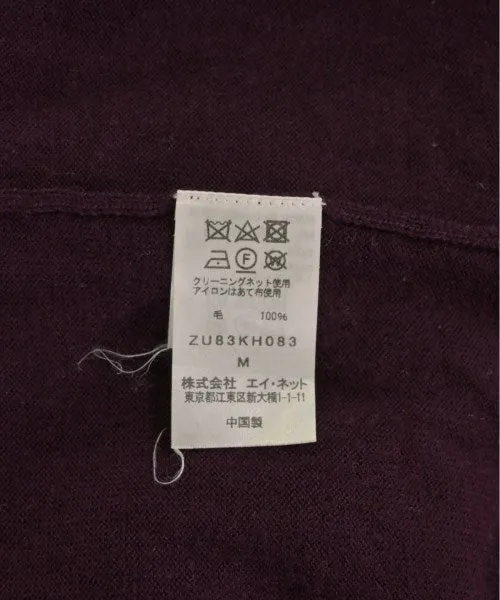 クリーニングネット使用
アイロンはあて布使用
毛 100%
ZU83KH083
M
株式会社 エイ・ネット
東京都江東区新大橋1-1-11
中国製